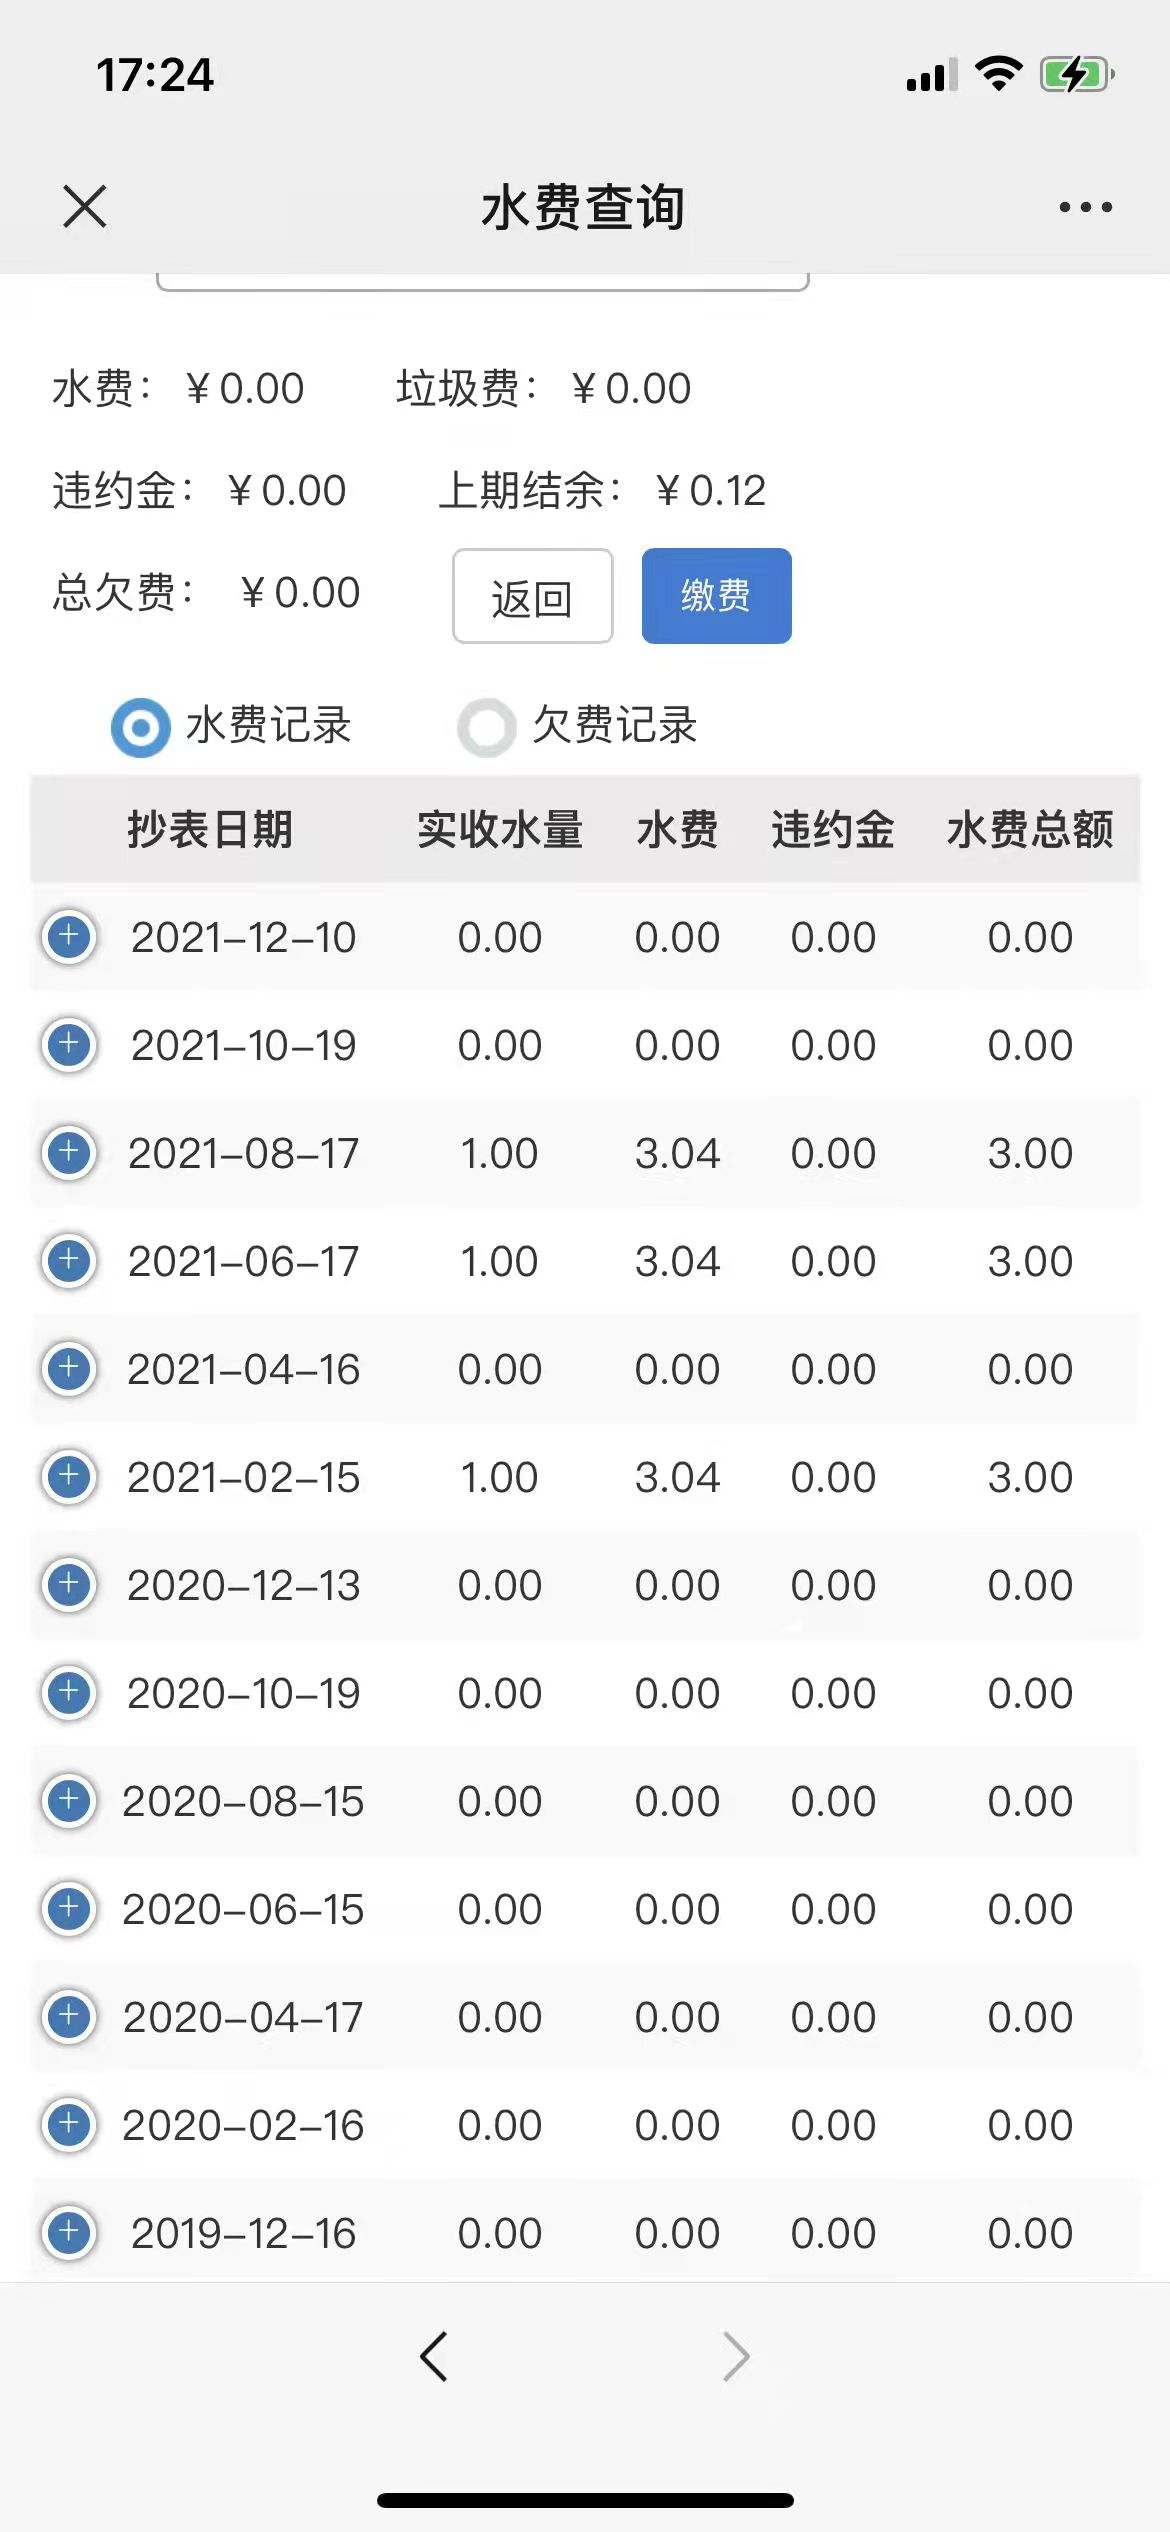 17:24
水费查询
水费： ￥0.00 垃圾费： ￥0.00
违约金： ￥0.00 上期结余： ￥0.12
总欠费： ￥0.00 返回 缴费
水费记录 欠费记录
抄表日期 实收水量 水费 违约金 水费总额
2021-12-10 0.00 0.00 0.00 0.00
2021-10-19 0.00 0.00 0.00 0.00
2021-08-17 1.00 3.04 0.00 3.00
2021-06-17 1.00 3.04 0.00 3.00
2021-04-16 0.00 0.00 0.00 0.00
2021-02-15 1.00 3.04 0.00 3.00
2020-12-13 0.00 0.00 0.00 0.00
2020-10-19 0.00 0.00 0.00 0.00
2020-08-15 0.00 0.00 0.00 0.00
2020-06-15 0.00 0.00 0.00 0.00
2020-04-17 0.00 0.00 0.00 0.00
2020-02-16 0.00 0.00 0.00 0.00
2019-12-16 0.00 0.00 0.00 0.00